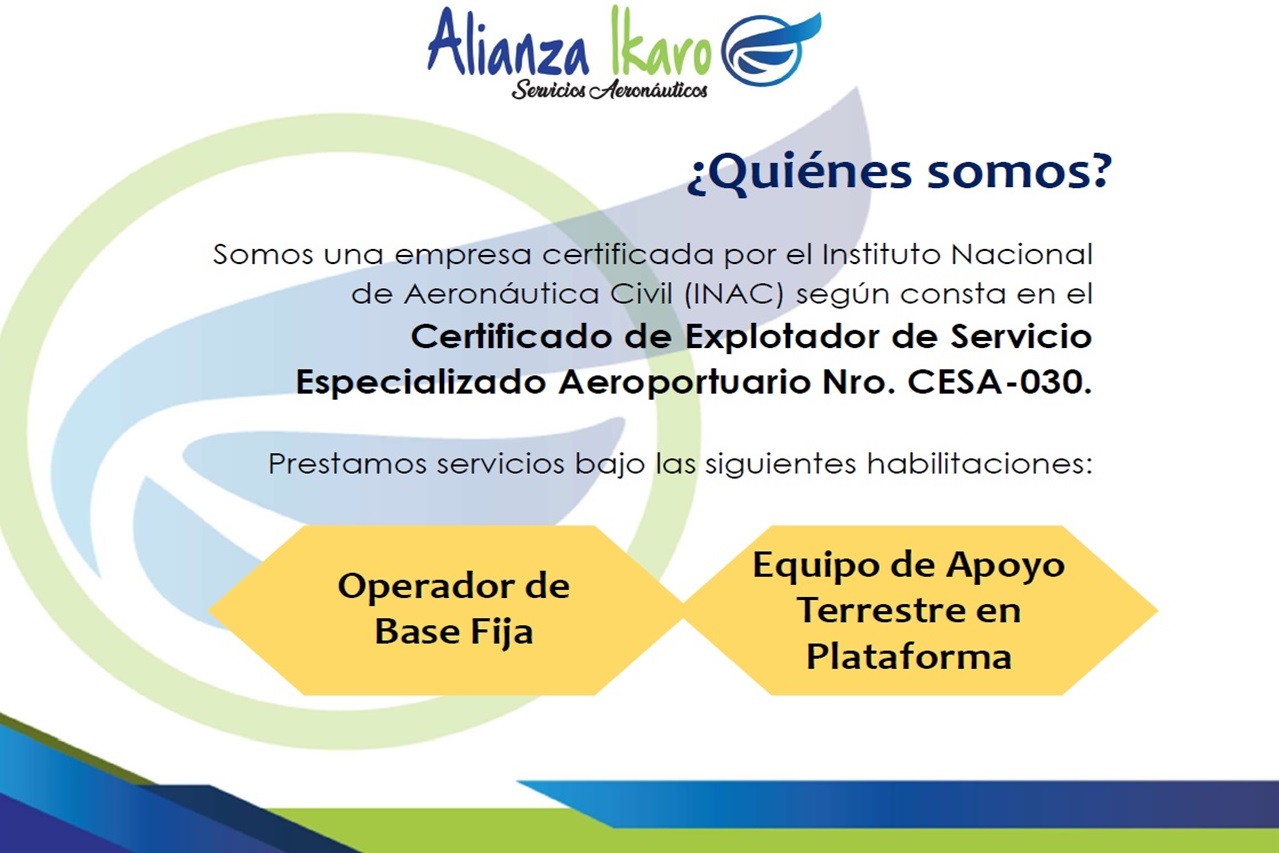 Alianza Ikaro
Servicios Aeronáuticos
¿Quiénes somos?
Somos una empresa certificada por el Instituto Nacional
de Aeronáutica Civil (INAC) según consta en el
Certificado de Explotador de Servicio
Especializado Aeroportuario Nro. CESA-030.
Prestamos servicios bajo las siguientes habilitaciones:
Operador de
Base Fija
Equipo de Apoyo
Terrestre en
Plataforma